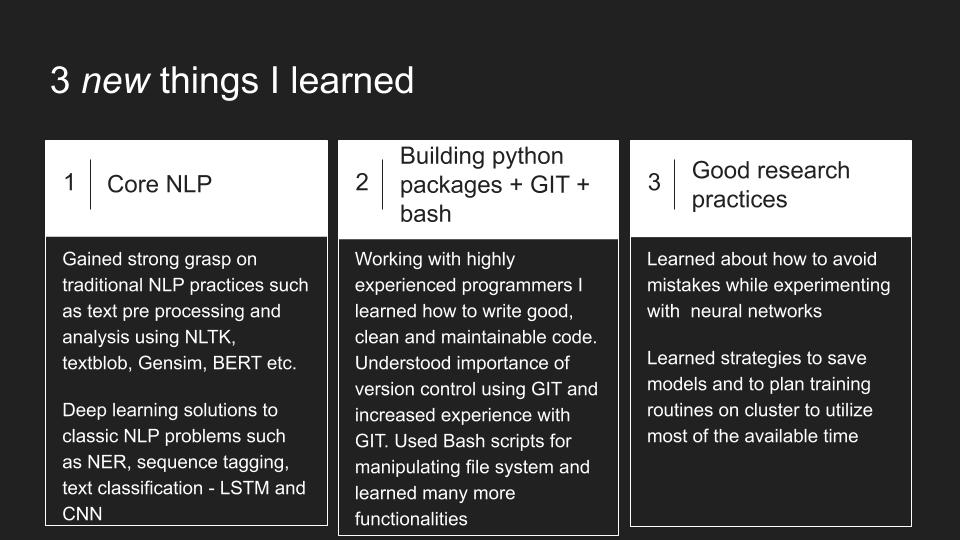 3 new things I learned
1
Core NLP
Gained strong grasp on
traditional NLP practices such
as text pre processing and
analysis using NLTK,
textblob, Gensim, BERT etc.
Deep learning solutions to
classic NLP problems such
as NER, sequence tagging,
text classification - LSTM and
CNN
2
Building python
packages + GIT +
bash
Working with highly
experienced programmers I
learned how to write good,
clean and maintainable code.
Understood importance of
version control using GIT and
increased experience with
GIT. Used Bash scripts for
manipulating file system and
learned many more
functionalities
3
Good research
practices
Learned about how to avoid
mistakes while experimenting
with  neural networks
Learned strategies to save
models and to plan training
routines on cluster to utilize
most of the available time